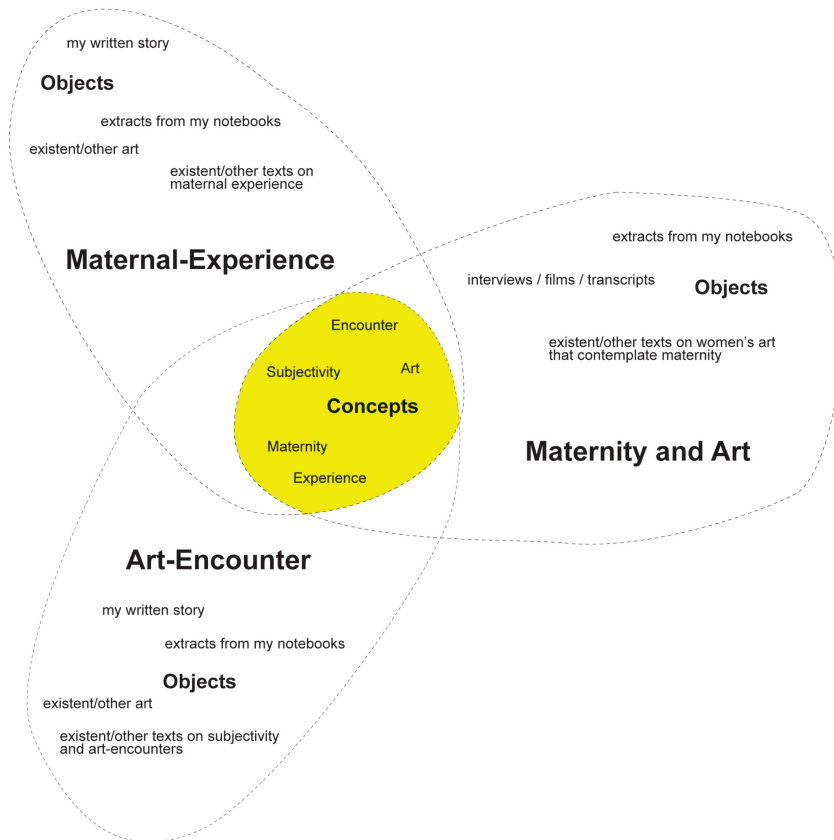 my written story
Objects
extracts from my notebooks
existent/other art
existent/other texts on
maternal experience
Maternal-Experience
extracts from my notebooks
interviews / films / transcripts
Objects
existent/other texts on women's art
that contemplate maternity
Maternity and Art
Encounter
Subjectivity
Art
Concepts
Maternity
Experience
Art-Encounter
my written story
extracts from my notebooks
Objects
existent/other art
existent/other texts on subjectivity
and art-encounters